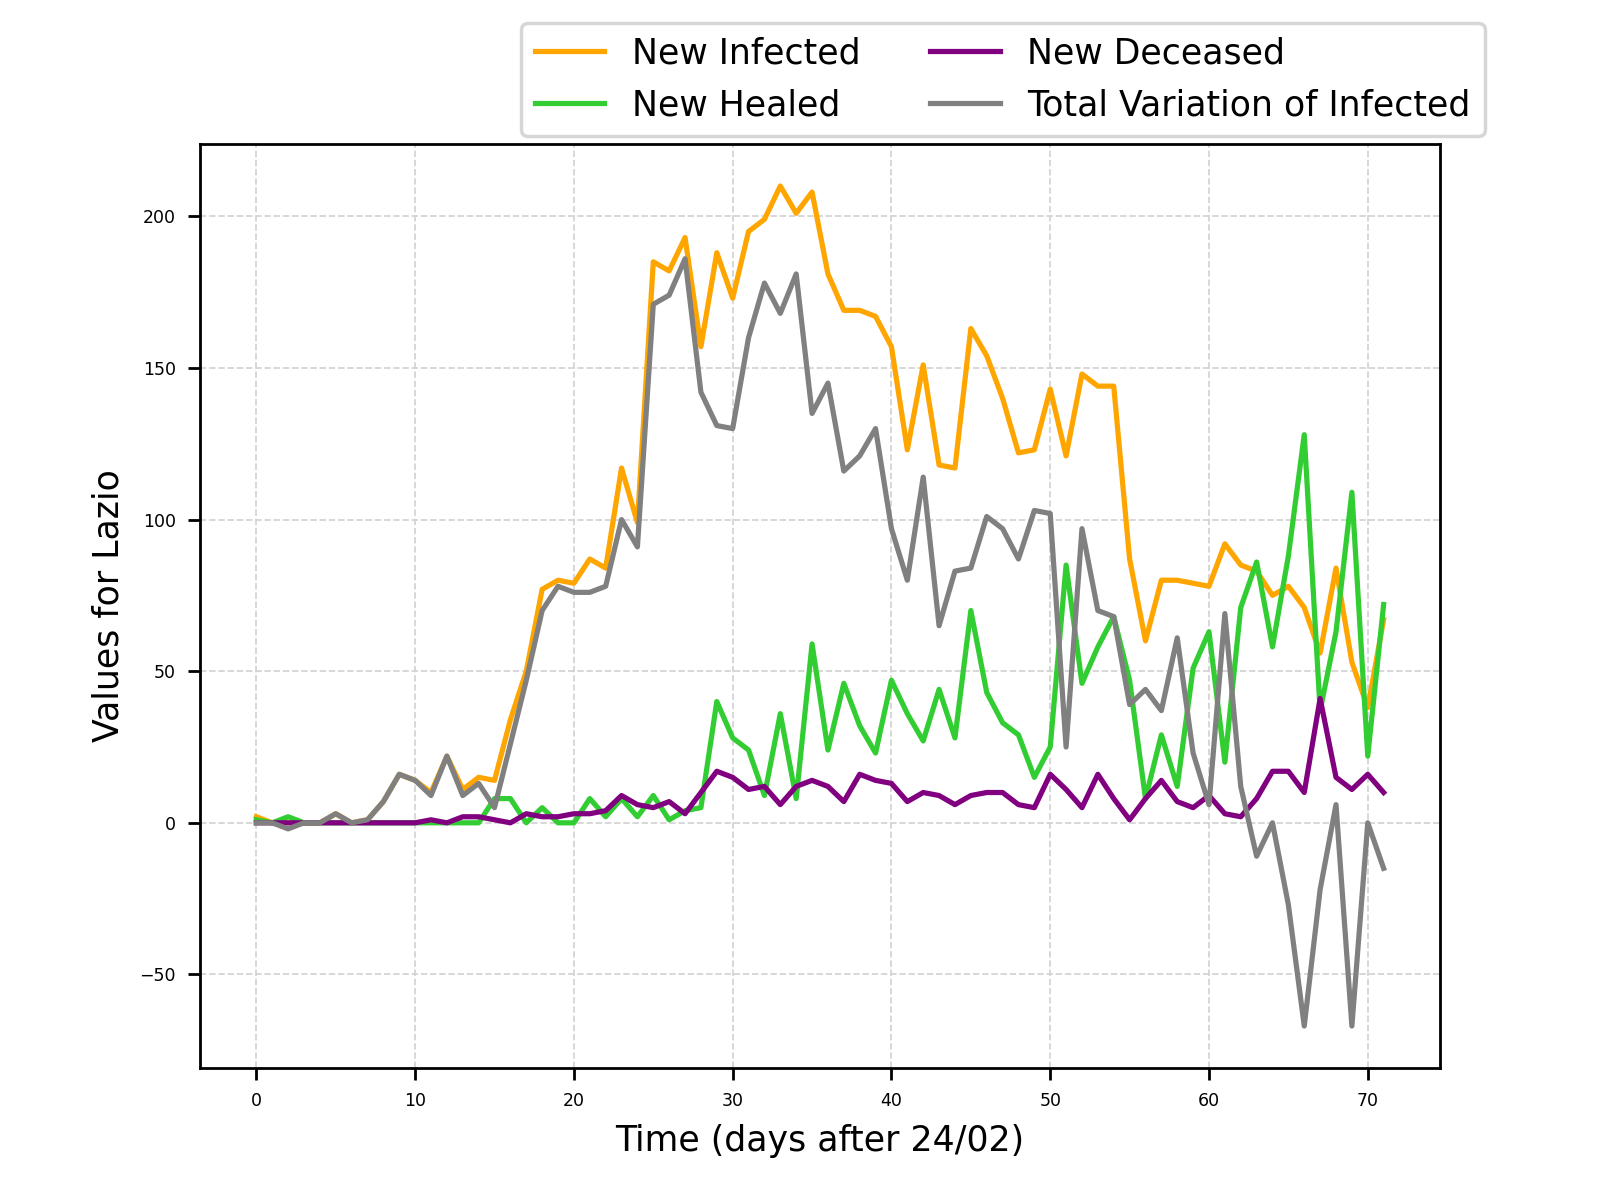 New Infected
New Healed
New Deceased
Total Variation of Infected
200
150
100
50
0
−50
Values for Lazio
0 10 20 30 40 50 60 70
Time (days after 24/02)